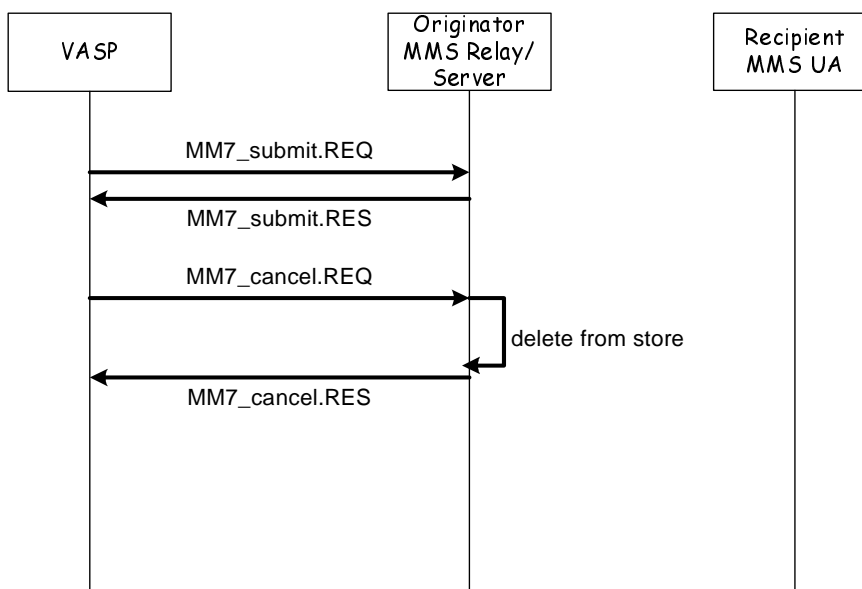 VASP
Originator
MMS Relay/
Server
Recipient
MMS UA
MM7_submit.REQ
MM7_submit.RES
MM7_cancel.REQ
delete from store
MM7_cancel.RES